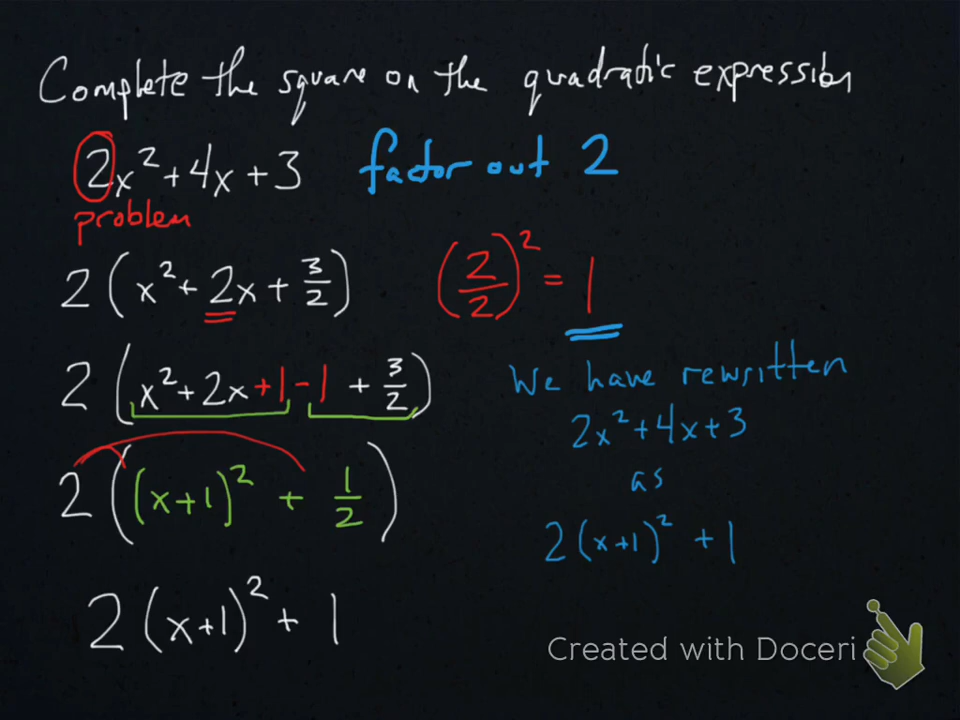 Complete the square on the quadratic expression
2x² + 4x + 3 factor out 2
problem
2 ( x² + 2x + 3/2 ) (2/2)² = 1
2 ( x² + 2x + 1 - 1 + 3/2 )
We have rewritten
2x² + 4x + 3
as
2(x+1)² + 1
2 ( (x+1)² + 1/2 )
2 (x+1)² + 1
Created with Doceri